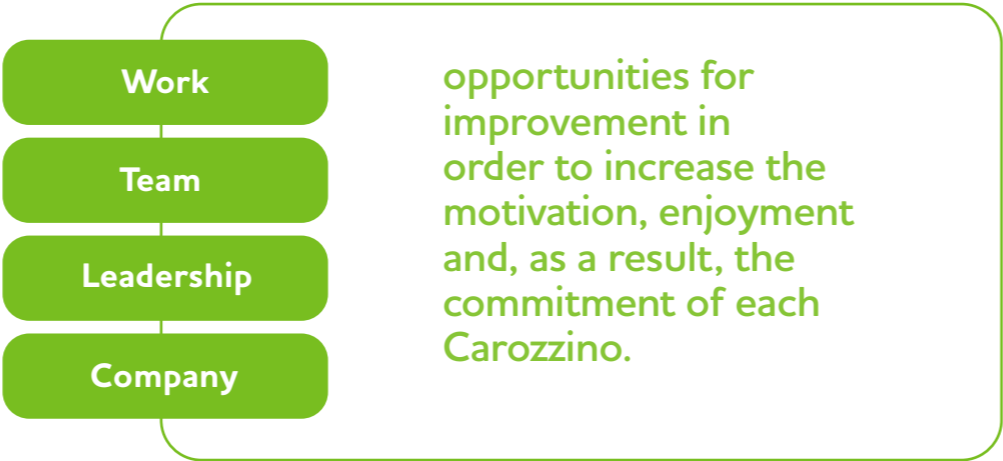 Work
Team
Leadership
Company
opportunities for
improvement in
order to increase the
motivation, enjoyment
and, as a result, the
commitment of each
Carozzino.